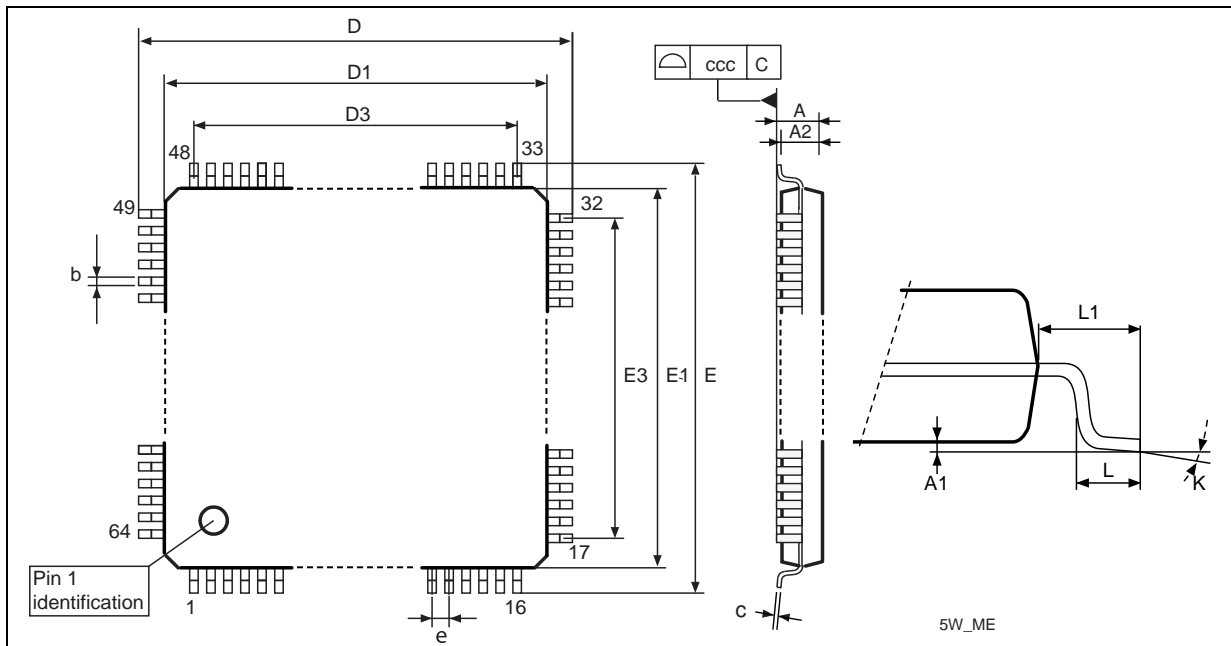 D
D1
D3
ccc C
A
A2
48
33
49
32
b
L1
E3 E1 E
64
17
A1
L
K
Pin 1
identification
1
16
e
c
5W_ME